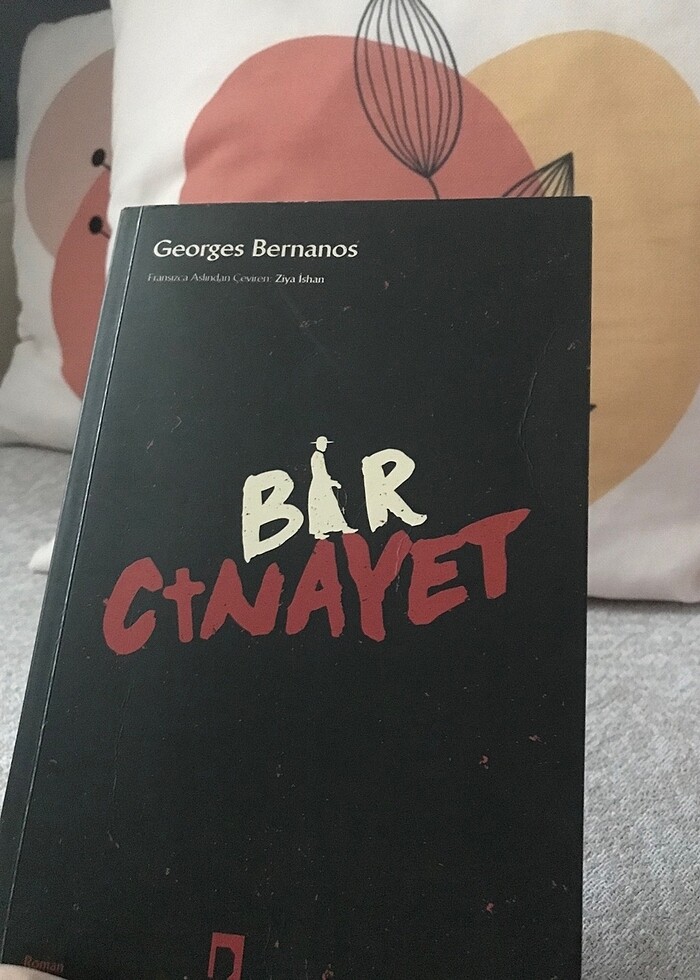 Georges Bernanos
Fransızca Aslından Çeviren: Ziya İshan
BİR
CİNAYET
Roman